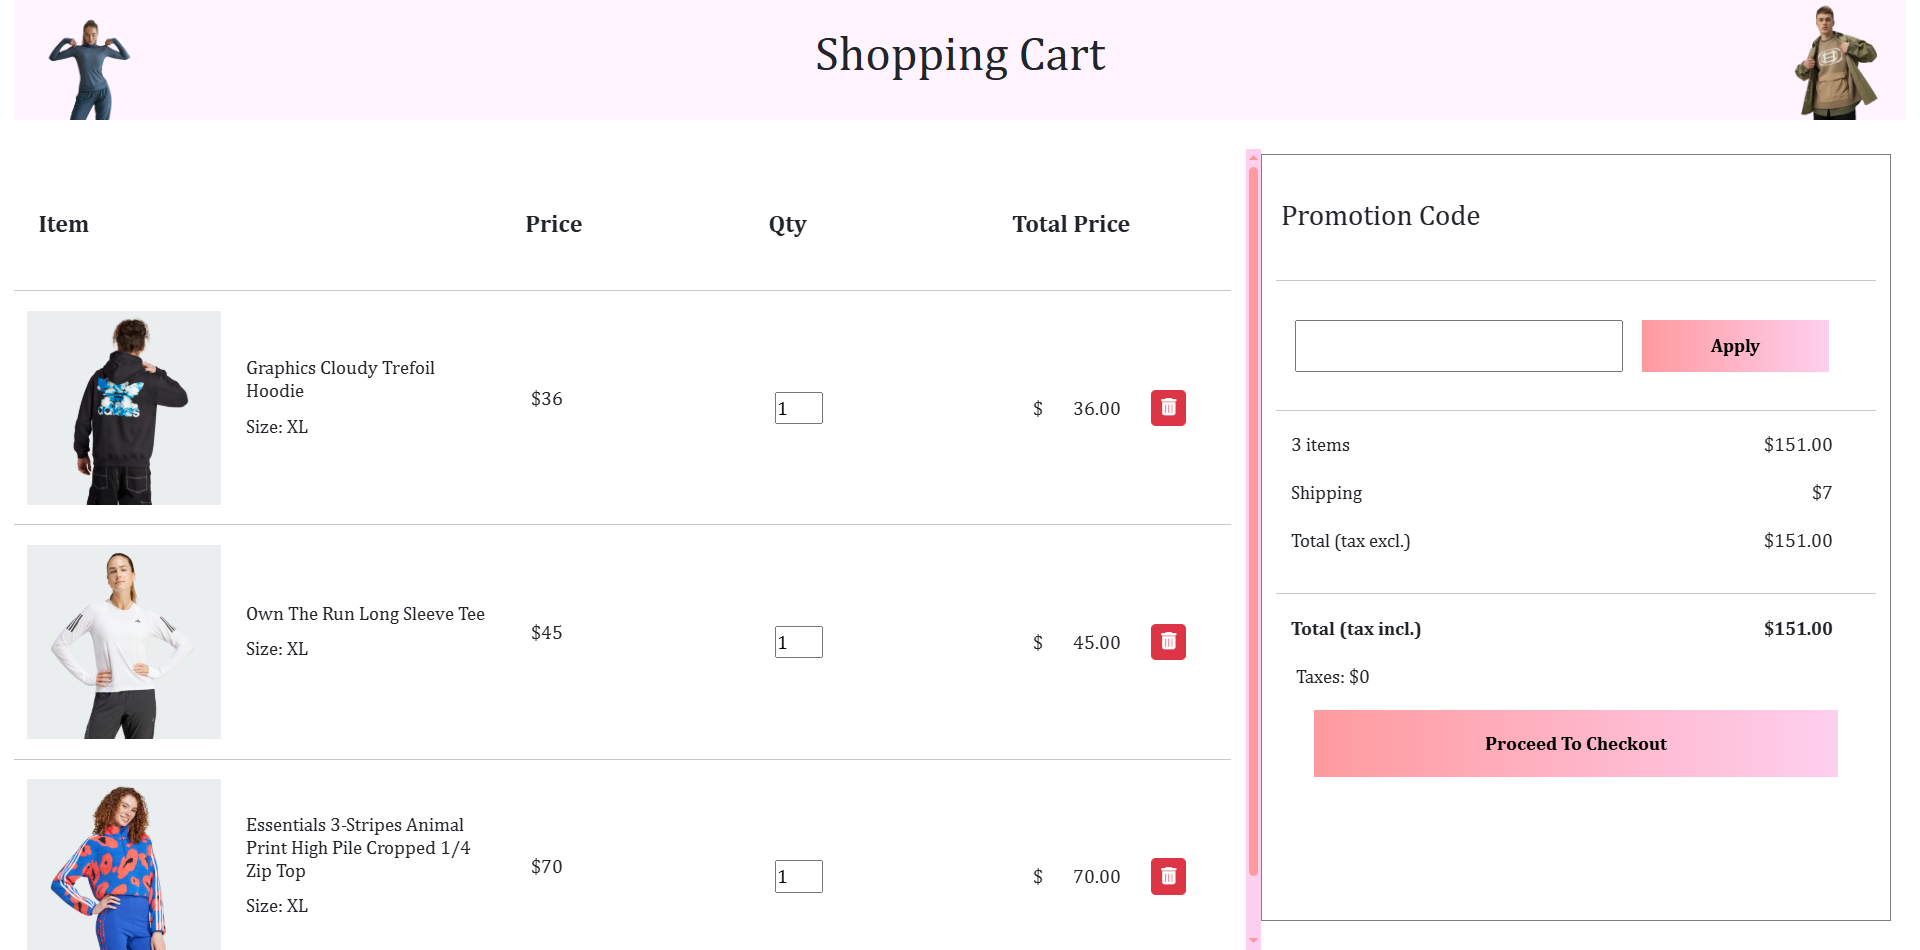 Shopping Cart
Item Price Qty Total Price
Graphics Cloudy Trefoil
Hoodie
Size: XL
$36
1
$ 36.00
Own The Run Long Sleeve Tee
Size: XL
$45
1
$ 45.00
Essentials 3-Stripes Animal
Print High Pile Cropped 1/4
Zip Top
Size: XL
$70
1
$ 70.00
Promotion Code
Apply
3 items $151.00
Shipping $7
Total (tax excl.) $151.00
Total (tax incl.) $151.00
Taxes: $0
Proceed To Checkout